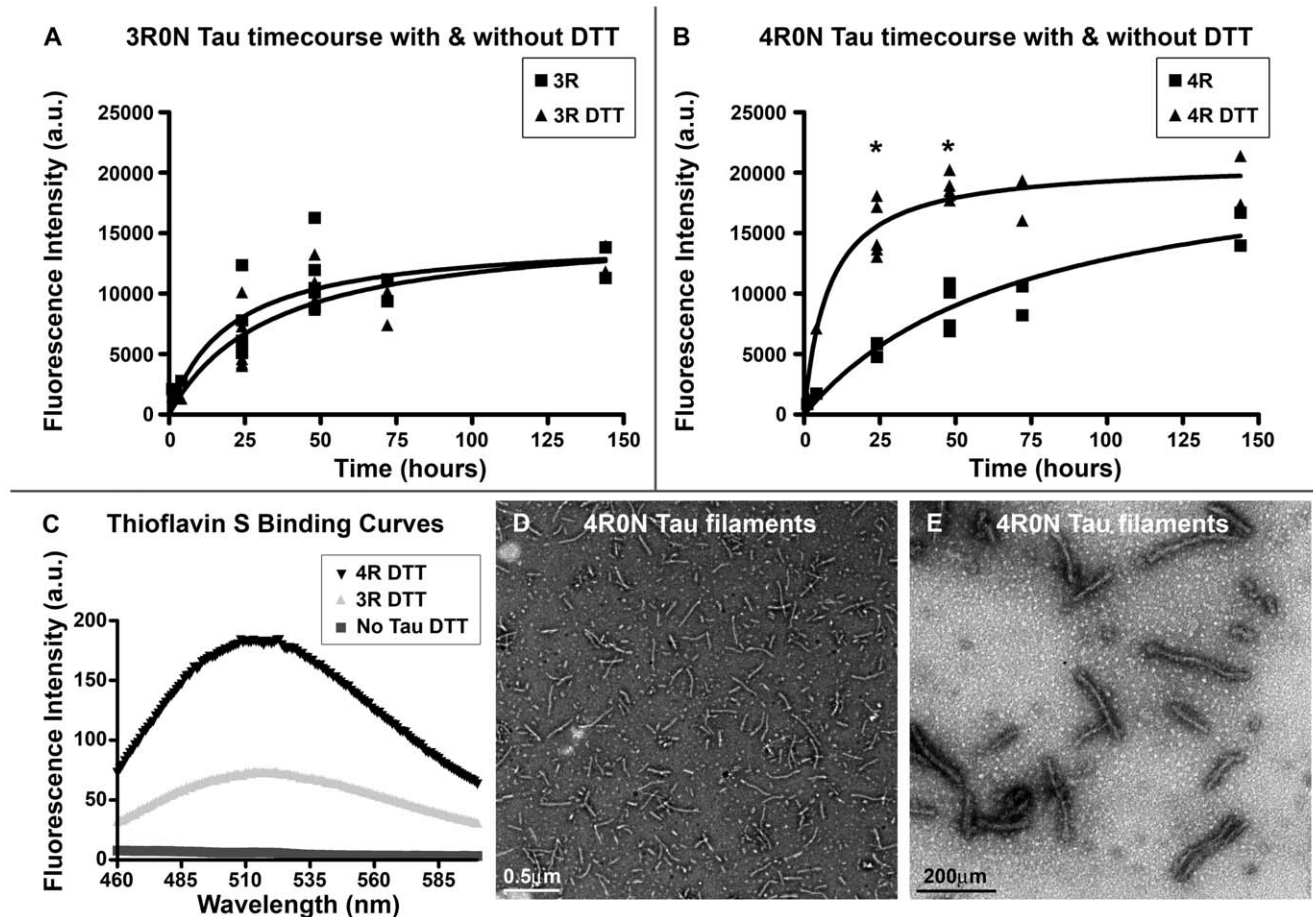 A 3R0N Tau timecourse with & without DTT
3R
3R DTT
Fluorescence Intensity (a.u.)
25000
20000
15000
10000
5000
0
0 25 50 75 100 125 150
Time (hours)
B 4R0N Tau timecourse with & without DTT
4R
4R DTT
Fluorescence Intensity (a.u.)
25000
20000
15000
10000
5000
0
* *
0 25 50 75 100 125 150
Time (hours)
C Thioflavin S Binding Curves
4R DTT
3R DTT
No Tau DTT
Fluorescence Intensity (a.u.)
200
150
100
50
0
460 485 510 535 560 585
Wavelength (nm)
D 4R0N Tau filaments
0.5μm
E 4R0N Tau filaments
200μm